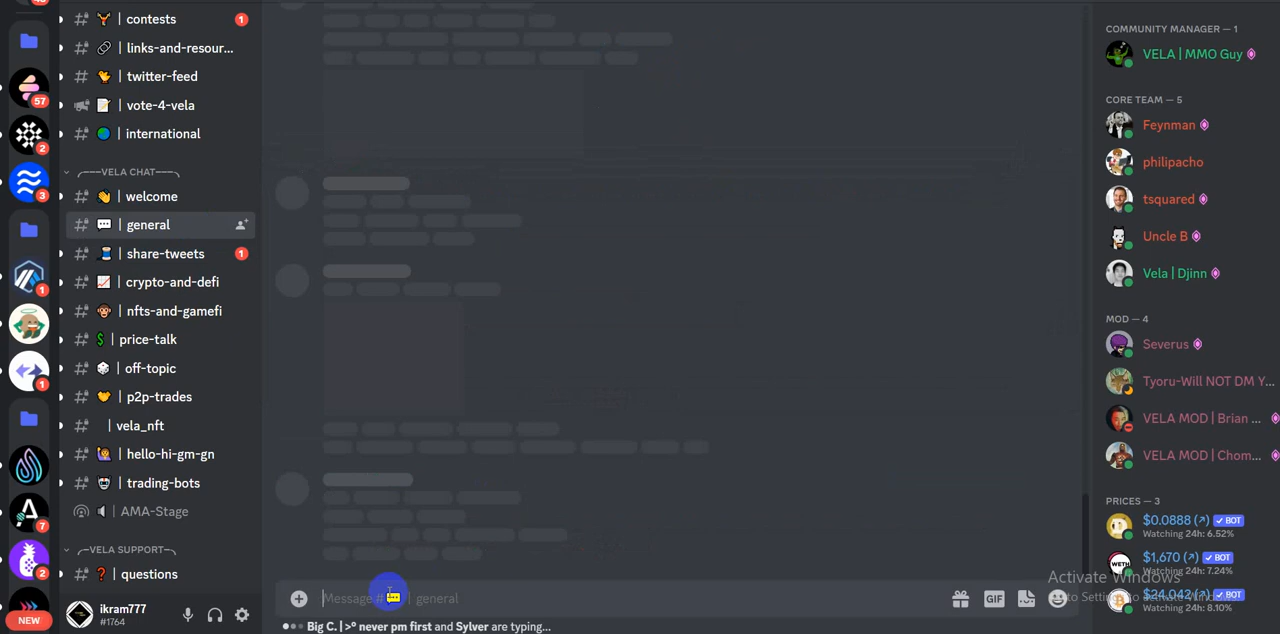 57
2
3
1
1
7
2
NEW
contests 1
links-and-resour...
twitter-feed
vote-4-vela
international
VELA CHAT
welcome
general
share-tweets 1
crypto-and-defi
nfts-and-gamefi
price-talk
off-topic
p2p-trades
vela_nft
hello-hi-gm-gn
trading-bots
AMA-Stage
VELA SUPPORT
questions
ikram777
#1764
Message # | general
GIF
Big C. | >° never pm first and Sylver are typing...
COMMUNITY MANAGER — 1
VELA | MMO Guy
CORE TEAM — 5
Feynman
philipacho
tsquared
Uncle B
Vela | Djinn
MOD — 4
Severus
Tyoru-Will NOT DM Y...
VELA MOD | Brian ...
VELA MOD | Chom...
PRICES — 3
$0.0888 (↗) ✓ BOT
Watching 24h: 6.52%
WETH
$1,670 (↗) ✓ BOT
Watching 24h: 7.24%
Activate Windows
$24,042 (↗) ✓ BOT
Watching 24h: 8.10%